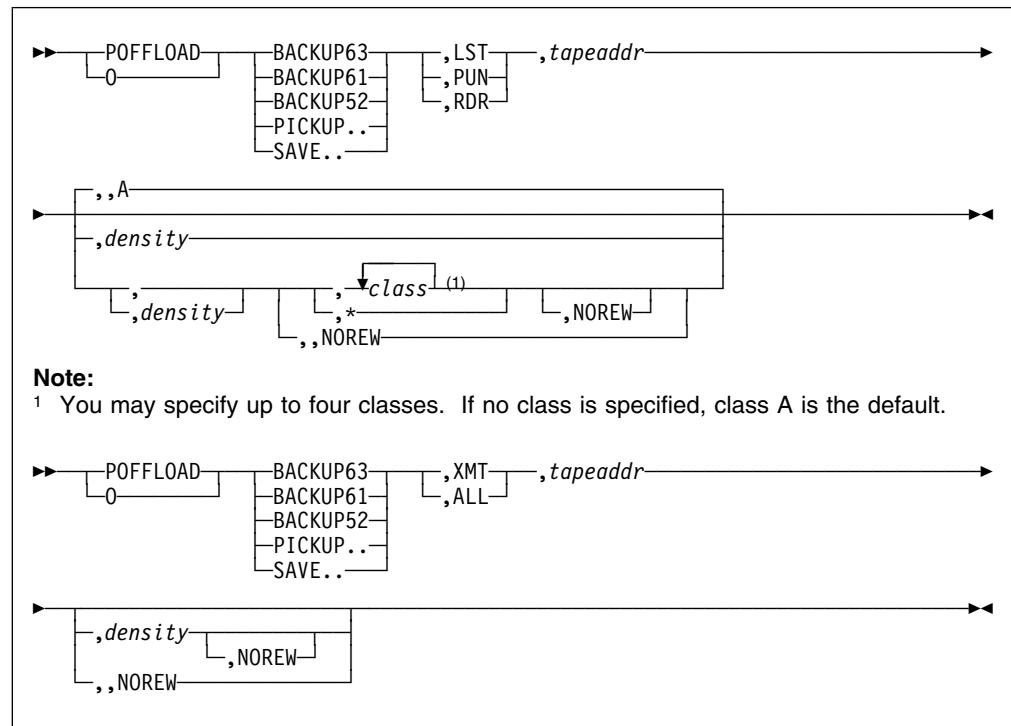 POFFLOAD BACKUP63 ,LST ,tapeaddr
O BACKUP61 ,PUN
BACKUP52 ,RDR
PICKUP..
SAVE..
,,A
,density
, , class (1)
,density ,* ,NOREW
,,NOREW
Note:
1 You may specify up to four classes. If no class is specified, class A is the default.
POFFLOAD BACKUP63 ,XMT ,tapeaddr
O BACKUP61 ,ALL
BACKUP52
PICKUP..
SAVE..
,density
,NOREW
,,NOREW